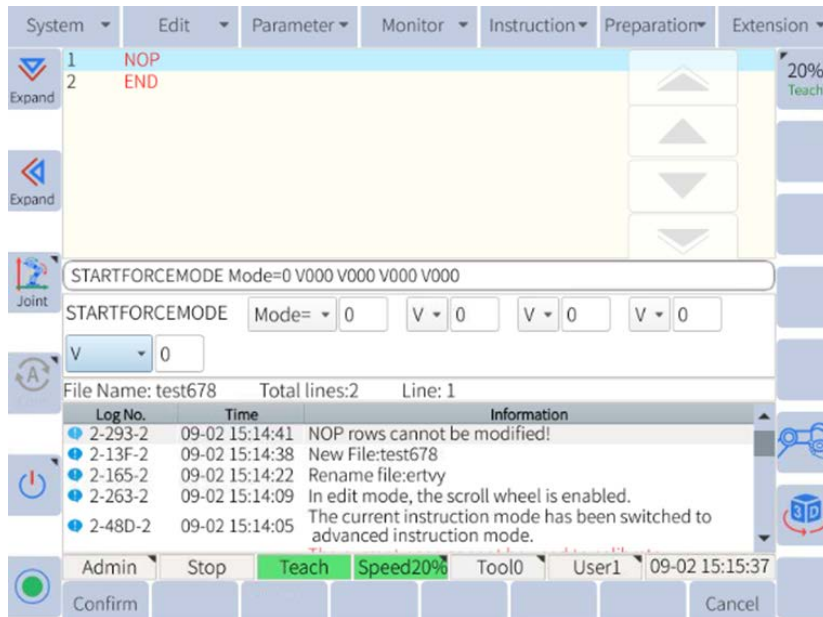 System Edit Parameter Monitor Instruction Preparation Extension
Expand
1 NOP
2 END
20%
Teach
Expand
Joint
STARTFORCEMODE Mode=0 V000 V000 V000 V000
STARTFORCEMODE Mode= 0 V 0 V 0 V 0
V 0
A
File Name: test678 Total lines:2 Line: 1
Log No. Time Information
2-293-2 09-02 15:14:41 NOP rows cannot be modified!
2-13F-2 09-02 15:14:38 New File:test678
2-165-2 09-02 15:14:22 Rename file:ertvy
2-263-2 09-02 15:14:09 In edit mode, the scroll wheel is enabled.
2-48D-2 09-02 15:14:05 The current instruction mode has been switched to
advanced instruction mode.
3D
Admin Stop Teach Speed20% Tool0 User1 09-02 15:15:37
Confirm Cancel